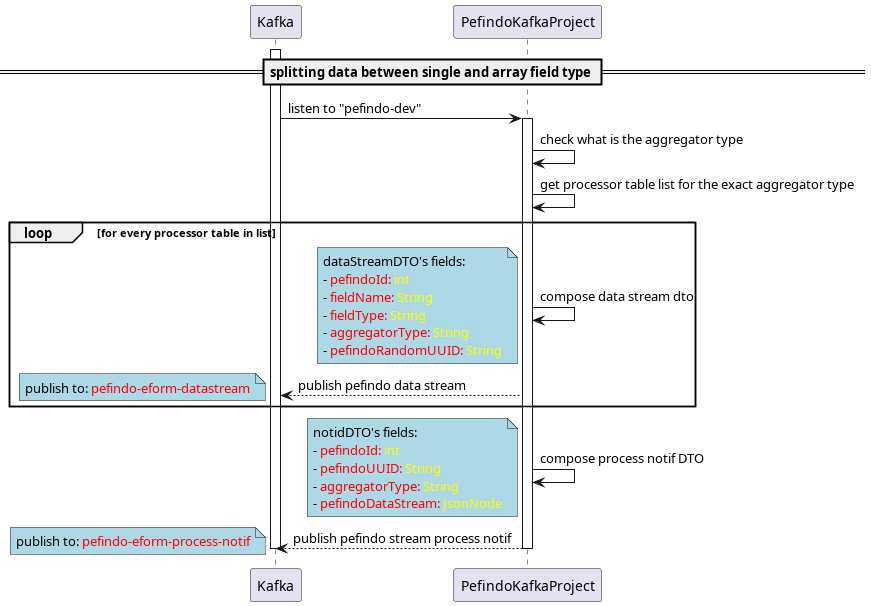 Kafka
PefindoKafkaProject
splitting data between single and array field type
listen to "pefindo-dev"
check what is the aggregator type
get processor table list for the exact aggregator type
loop
[for every processor table in list]
dataStreamDTO's fields:
- pefindoId: int
- fieldName: String
- fieldType: String
- aggregatorType: String
- pefindoRandomUUID: String
compose data stream dto
publish to: pefindo-eform-datastream
publish pefindo data stream
notidDTO's fields:
- pefindoId: int
- pefindoUUID: String
- aggregatorType: String
- pefindoDataStream: JsonNode
compose process notif DTO
publish to: pefindo-eform-process-notif
publish pefindo stream process notif
Kafka
PefindoKafkaProject